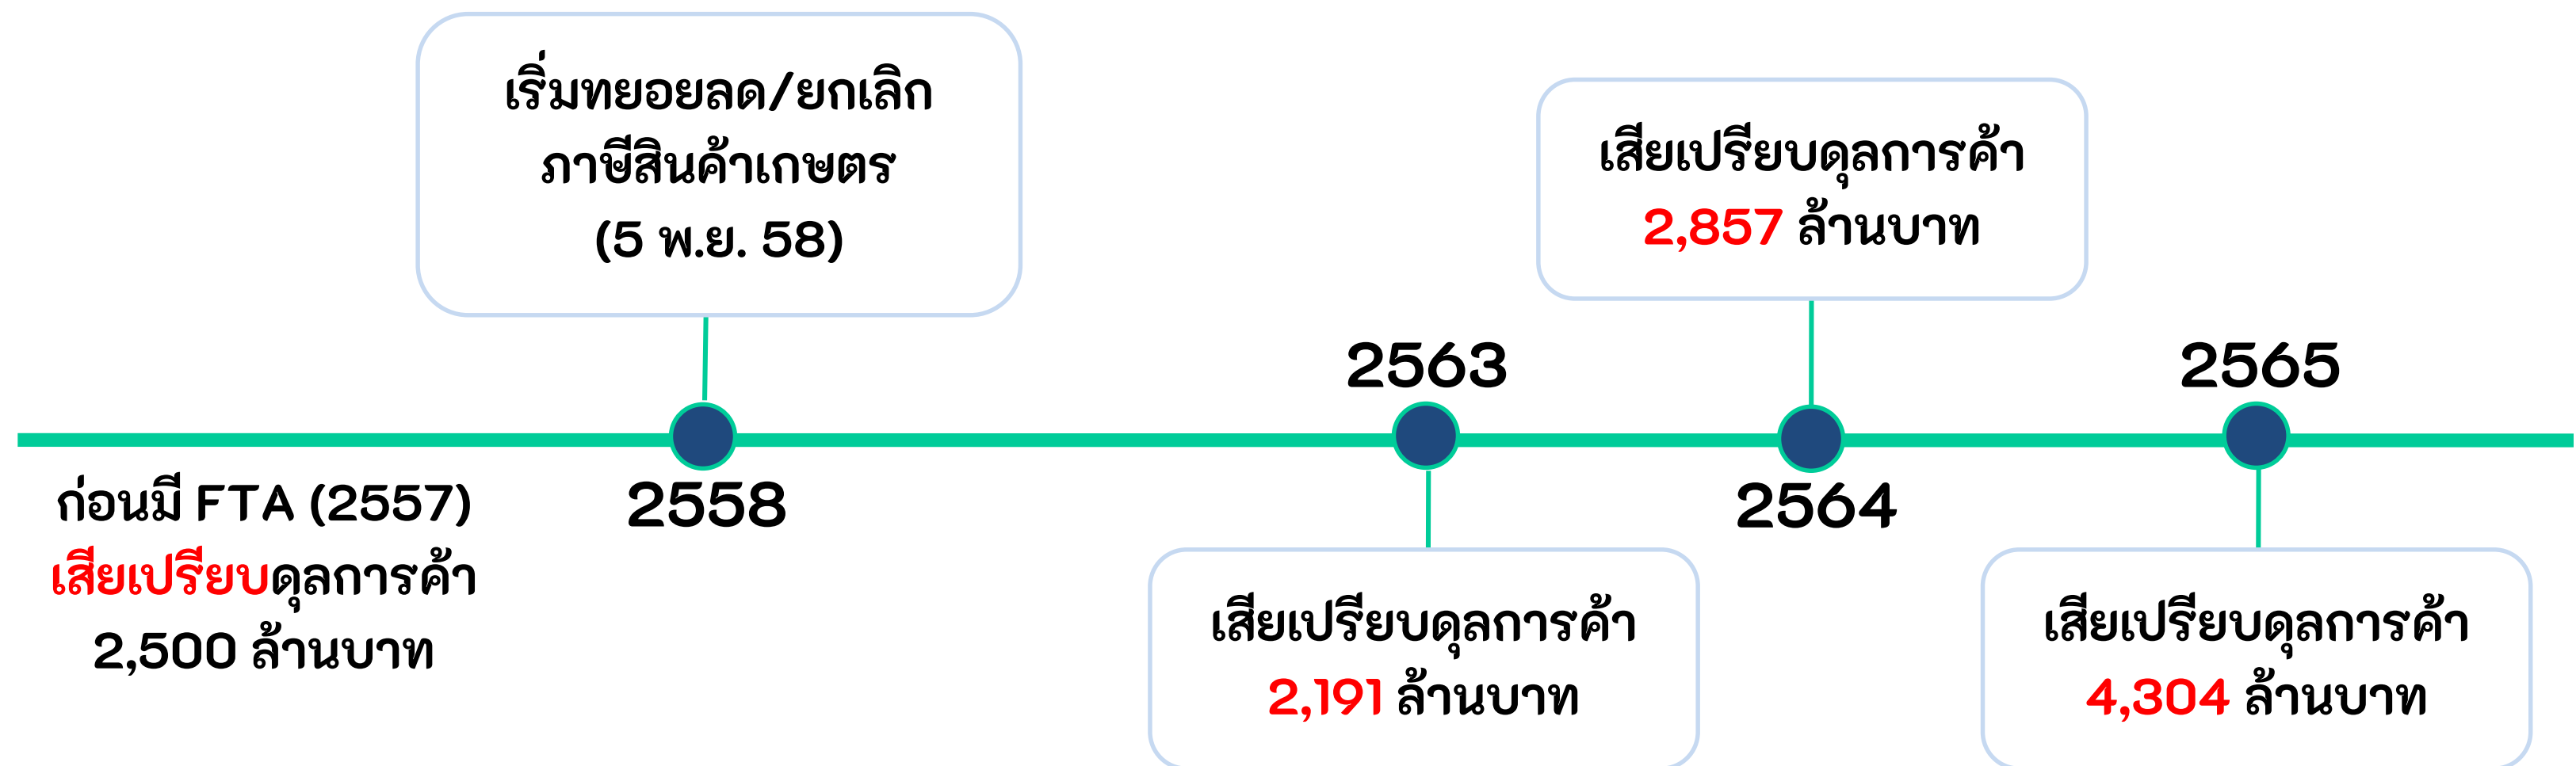 เริ่มทยอยลด/ยกเลิก
ภาษีสินค้าเกษตร
(5 พ.ย. 58)
เสียเปรียบดุลการค้า
2,857 ล้านบาท
2563
2565
ก่อนมี FTA (2557)
เสียเปรียบดุลการค้า
2,500 ล้านบาท
2558
2564
เสียเปรียบดุลการค้า
2,191 ล้านบาท
เสียเปรียบดุลการค้า
4,304 ล้านบาท